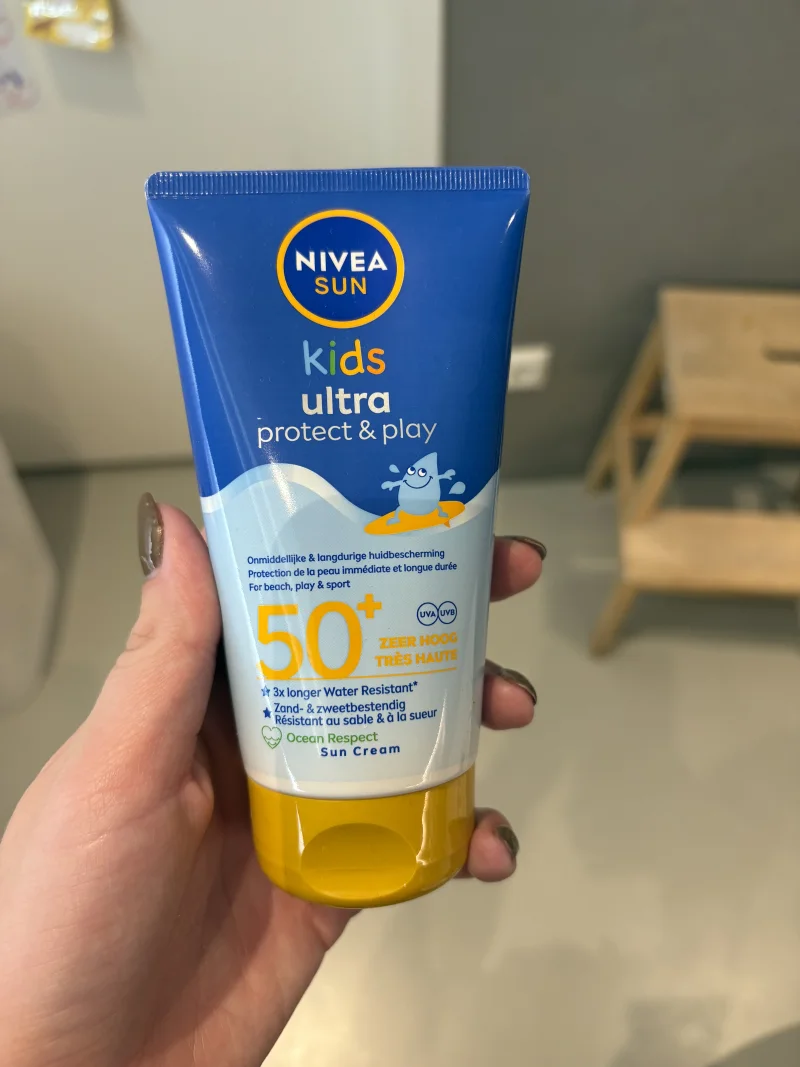 NIVEA
SUN
kids
ultra
protect & play
Onmiddellijke & langdurige huidbescherming
Protection de la peau immédiate et longue durée
For beach, play & sport
50+
UVA UVB
ZEER HOOG
TRÈS HAUTE
3x longer Water Resistant*
Zand- & zweetbestendig
Résistant au sable & à la sueur
Ocean Respect
Sun Cream